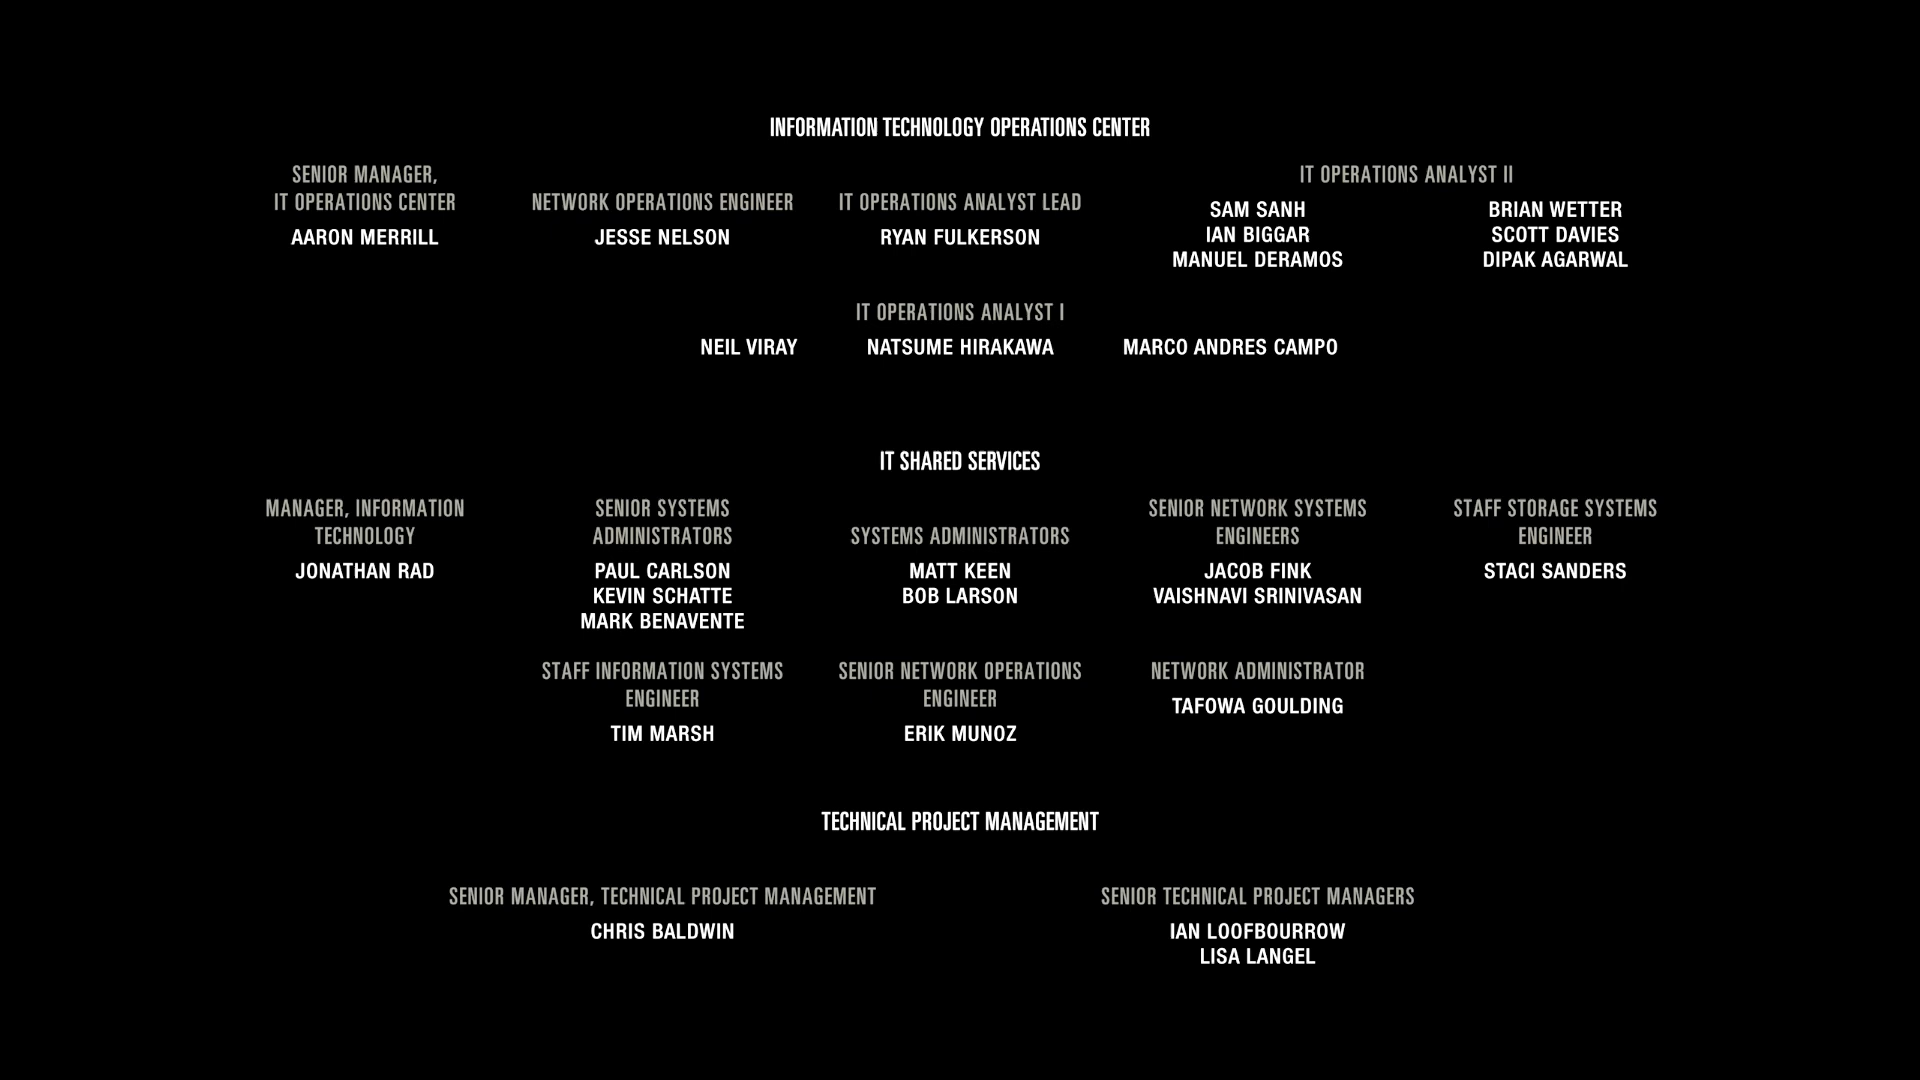 INFORMATION TECHNOLOGY OPERATIONS CENTER
SENIOR MANAGER,
IT OPERATIONS CENTER
AARON MERRILL
NETWORK OPERATIONS ENGINEER
JESSE NELSON
IT OPERATIONS ANALYST LEAD
RYAN FULKERSON
IT OPERATIONS ANALYST II
SAM SANH
IAN BIGGAR
MANUEL DERAMOS
BRIAN WETTER
SCOTT DAVIES
DIPAK AGARWAL
IT OPERATIONS ANALYST I
NEIL VIRAY
NATSUME HIRAKAWA
MARCO ANDRES CAMPO
IT SHARED SERVICES
MANAGER, INFORMATION
TECHNOLOGY
JONATHAN RAD
SENIOR SYSTEMS
ADMINISTRATORS
PAUL CARLSON
KEVIN SCHATTE
MARK BENAVENTE
SYSTEMS ADMINISTRATORS
MATT KEEN
BOB LARSON
SENIOR NETWORK SYSTEMS
ENGINEERS
JACOB FINK
VAISHNAVI SRINIVASAN
STAFF STORAGE SYSTEMS
ENGINEER
STACI SANDERS
STAFF INFORMATION SYSTEMS
ENGINEER
TIM MARSH
SENIOR NETWORK OPERATIONS
ENGINEER
ERIK MUNOZ
NETWORK ADMINISTRATOR
TAFOWA GOULDING
TECHNICAL PROJECT MANAGEMENT
SENIOR MANAGER, TECHNICAL PROJECT MANAGEMENT
CHRIS BALDWIN
SENIOR TECHNICAL PROJECT MANAGERS
IAN LOOFBOURROW
LISA LANGEL